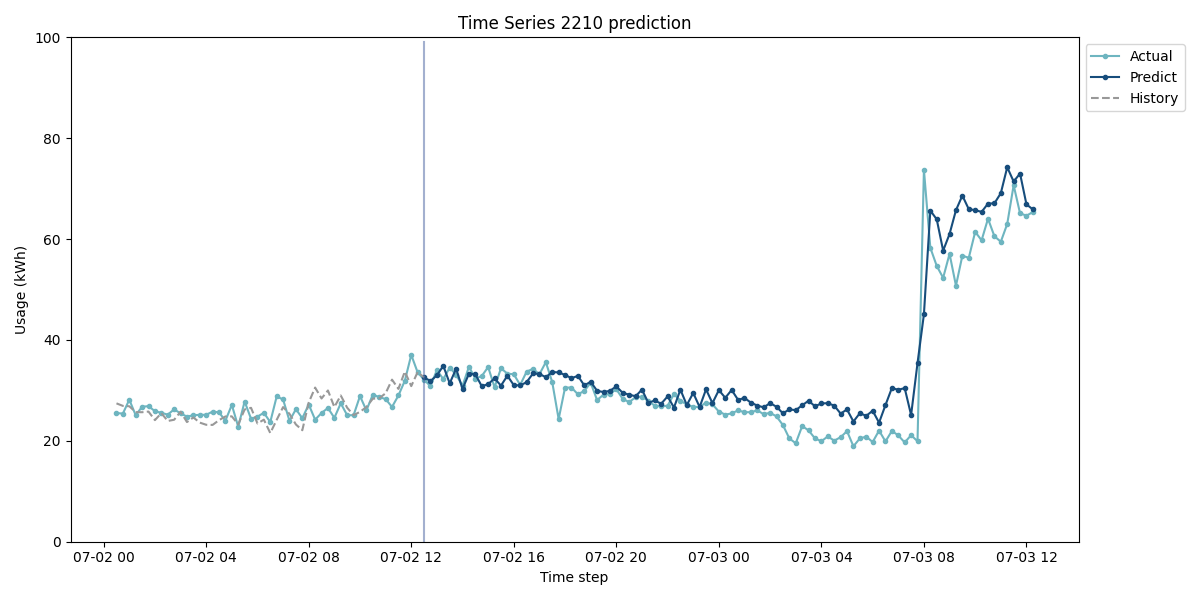 Time Series 2210 prediction
100
80
60
40
20
0
Usage (kWh)
07-02 00
07-02 04
07-02 08
07-02 12
07-02 16
07-02 20
07-03 00
07-03 04
07-03 08
07-03 12
Time step
Actual
Predict
History